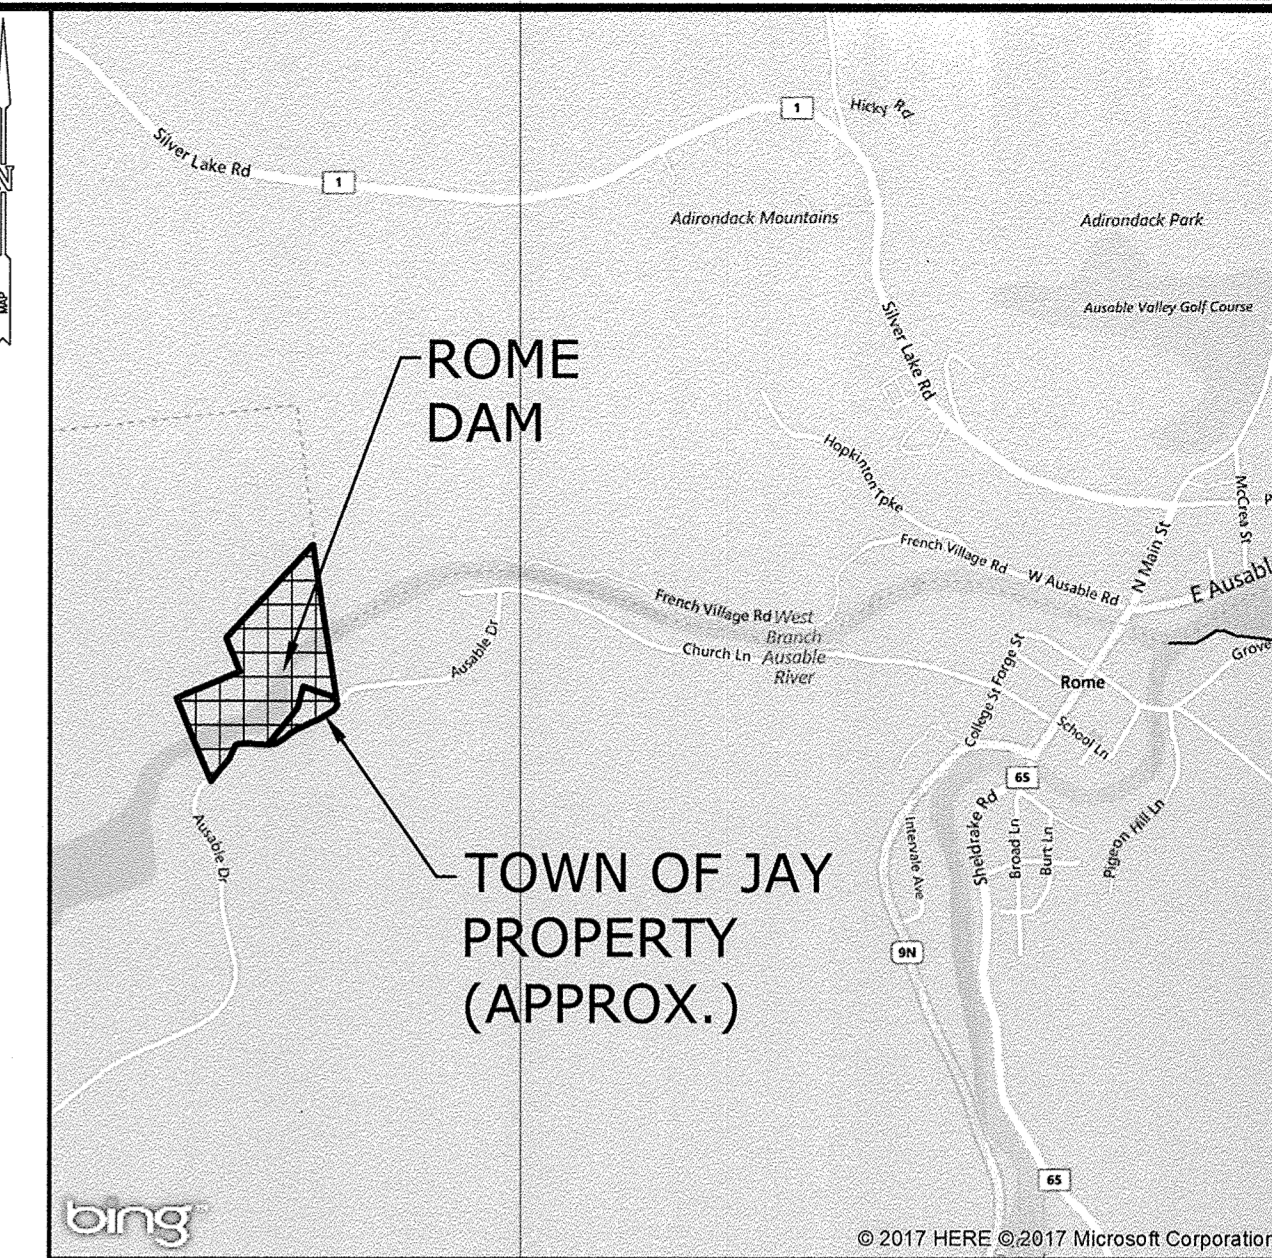 1
Hicky Rd
Silver Lake Rd
1
Adirondack Mountains
Adirondack Park
Ausable Valley Golf Course
N
MAP
Silver Lake Rd
ROME
DAM
Hopkinton Tpke
McCrea St
French Village Rd
W Ausable Rd
N Main St
E Ausabl
French Village Rd
West
Branch
Ausable
River
Church Ln
Ausable Dr
College St
Forge St
Rome
Grove
School Ln
65
Ausable Dr
TOWN OF JAY
PROPERTY
(APPROX.)
Intervale Ave
Sheldrake Rd
Broad Ln
Burt Ln
Pigeon Hill Ln
9N
65
bing
© 2017 HERE © 2017 Microsoft Corporation